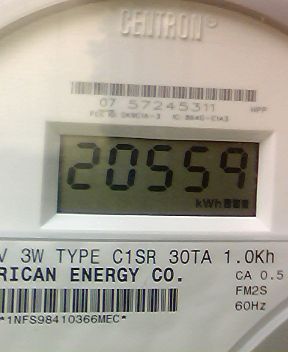 CENTRON®
07 57245311
20559
kWh
V 3W TYPE C1SR 30TA 1.0Kh
RICAN ENERGY CO. CA 0.5
FM2S
*1NFS98410366MEC* 60Hz